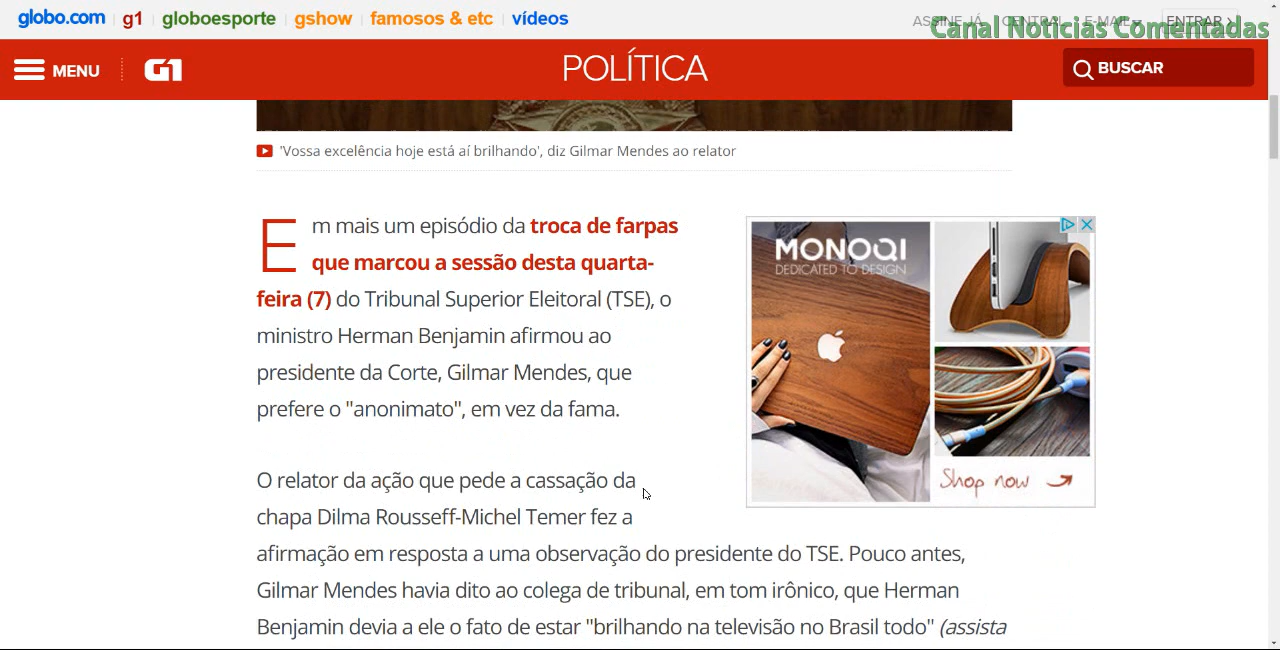 globo.com g1 globoesporte gshow famosos & etc vídeos ASSINE JÁ CENTRAL E-MAIL ENTRAR ›
Canal Noticias Comentadas
MENU G1 POLÍTICA BUSCAR
'Vossa excelência hoje está aí brilhando', diz Gilmar Mendes ao relator
Em mais um episódio da troca de farpas
que marcou a sessão desta quarta-
feira (7) do Tribunal Superior Eleitoral (TSE), o
ministro Herman Benjamin afirmou ao
presidente da Corte, Gilmar Mendes, que
prefere o "anonimato", em vez da fama.
MONOQI
DEDICATED TO DESIGN
Shop now
O relator da ação que pede a cassação da
chapa Dilma Rousseff-Michel Temer fez a
afirmação em resposta a uma observação do presidente do TSE. Pouco antes,
Gilmar Mendes havia dito ao colega de tribunal, em tom irônico, que Herman
Benjamin devia a ele o fato de estar "brilhando na televisão no Brasil todo" (assista